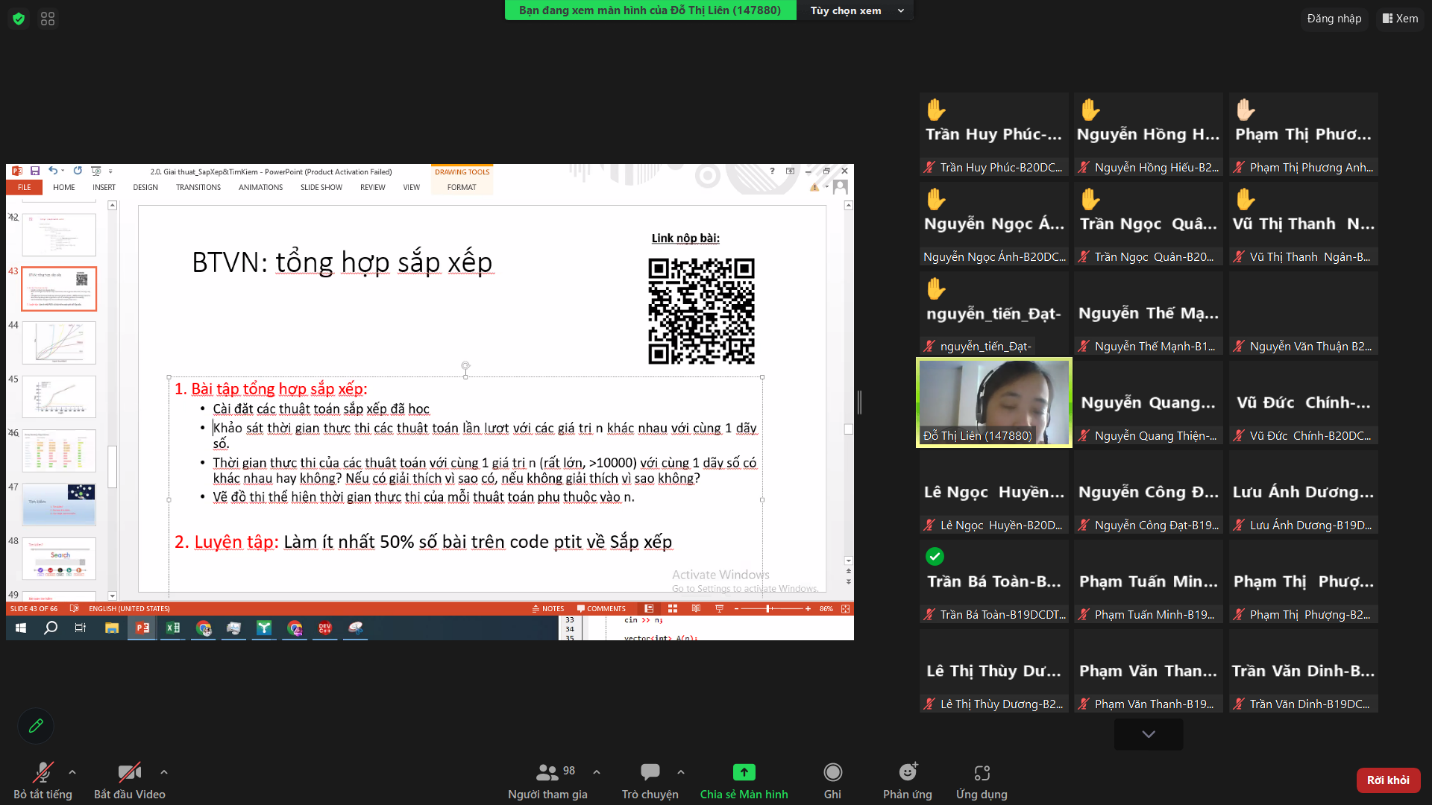 Bạn đang xem màn hình của Đỗ Thị Liên (147880)
Tùy chọn xem
Đăng nhập
Xem
2.0. Giai thuat_SapXep&TimKiem - PowerPoint (Product Activation Failed)
DRAWING TOOLS
FILE HOME INSERT DESIGN TRANSITIONS ANIMATIONS SLIDE SHOW REVIEW VIEW FORMAT
42
43
44
45
46
47
48
49
Search
Link nộp bài:
BTVN: tổng hợp sắp xếp
1. Bài tập tổng hợp sắp xếp:
• Cài đặt các thuật toán sắp xếp đã học
• Khảo sát thời gian thực thi các thuật toán lần lượt với các giá trị n khác nhau với cùng 1 dãy
số.
• Thời gian thực thi của các thuật toán với cùng 1 giá trị n (rất lớn, >10000) với cùng 1 dãy số có
khác nhau hay không? Nếu có giải thích vì sao có, nếu không giải thích vì sao không?
• Vẽ đồ thị thể hiện thời gian thực thi của mỗi thuật toán phụ thuộc vào n.
2. Luyện tập: Làm ít nhất 50% số bài trên code ptit về Sắp xếp
Activate Windows
Go to Settings to activate Windows.
SLIDE 43 OF 66
ENGLISH (UNITED STATES)
NOTES
COMMENTS
86%
33
cin >> n;
34
35
vector<int> A(n);
Trần Huy Phúc-...
Trần Huy Phúc-B20DC...
Nguyễn Hồng H...
Nguyễn Hồng Hiếu-B2...
Phạm Thị Phươ...
Phạm Thị Phương Anh...
Nguyễn Ngọc Á...
Nguyễn Ngọc Ánh-B20DC...
Trần Ngọc Quâ...
Trần Ngọc Quân-B20...
Vũ Thị Thanh N...
Vũ Thị Thanh Ngân-B...
nguyễn_tiến_Đạt-
nguyễn_tiến_Đạt-
Nguyễn Thế Mạ...
Nguyễn Thế Mạnh-B1...
Nguyễn Văn Thuận B2...
Đỗ Thị Liên (147880)
Nguyễn Quang...
Nguyễn Quang Thiện-...
Vũ Đức Chính-...
Vũ Đức Chính-B20DC...
Lê Ngọc Huyền...
Lê Ngọc Huyền-B20D...
Nguyễn Công Đ...
Nguyễn Công Đạt-B19...
Lưu Ánh Dương...
Lưu Ánh Dương-B19D...
Trần Bá Toàn-B...
Trần Bá Toàn-B19DCDT...
Phạm Tuấn Min...
Phạm Tuấn Minh-B19...
Phạm Thị Phượ...
Phạm Thị Phượng-B2...
Lê Thị Thùy Dư...
Lê Thị Thùy Dương-B2...
Phạm Văn Than...
Phạm Văn Thanh-B19...
Trần Văn Dinh-B...
Trần Văn Dinh-B19DC...
Bỏ tắt tiếng
Bắt đầu Video
98
Người tham gia
Trò chuyện
Chia sẻ Màn hình
Ghi
Phản ứng
Ứng dụng
Rời khỏi